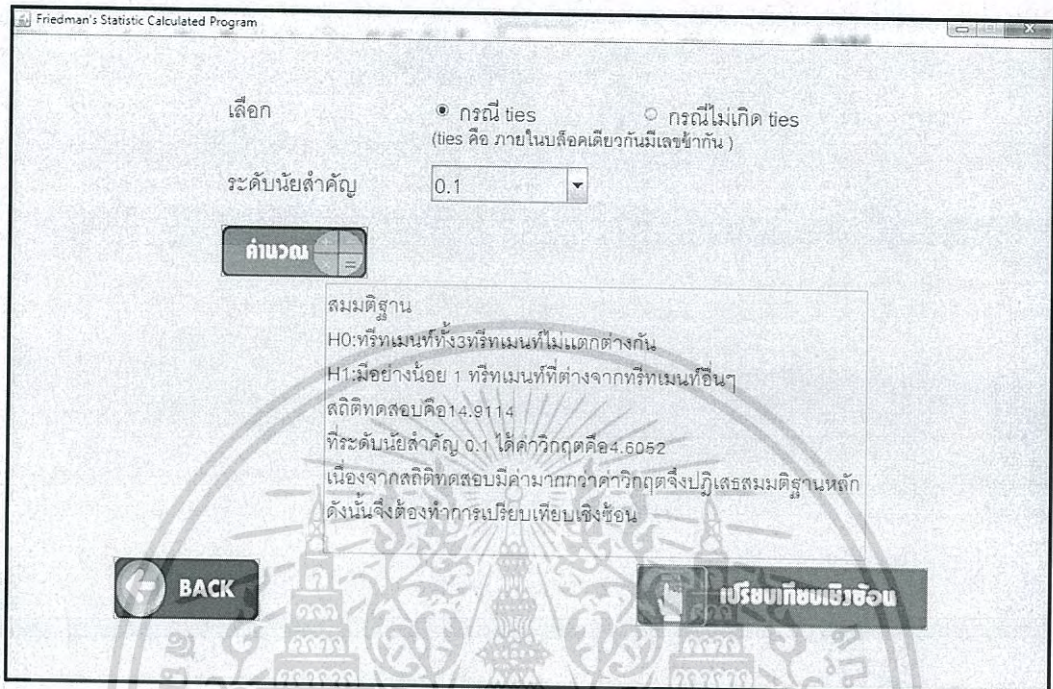 Friedman's Statistic Calculated Program
เลือก
กรณี ties
กรณีไม่เกิด ties
(ties คือ ภายในบล็อคเดียวกันมีเลขซ้ำกัน )
ระดับนัยสำคัญ
0.1
คำนวณ
สมมติฐาน
H0:ทรีทเมนท์ทั้ง3ทรีทเมนท์ไม่แตกต่างกัน
H1:มีอย่างน้อย 1 ทรีทเมนท์ที่ต่างจากทรีทเมนท์อื่นๆ
สถิติทดสอบคือ14.9114
ที่ระดับนัยสำคัญ 0.1 ได้ค่าวิกฤตคือ4.6052
เนื่องจากสถิติทดสอบมีค่ามากกว่าค่าวิกฤตจึงปฏิเสธสมมติฐานหลัก
ดังนั้นจึงต้องทำการเปรียบเทียบเชิงซ้อน
BACK
เปรียบเทียบเชิงซ้อน